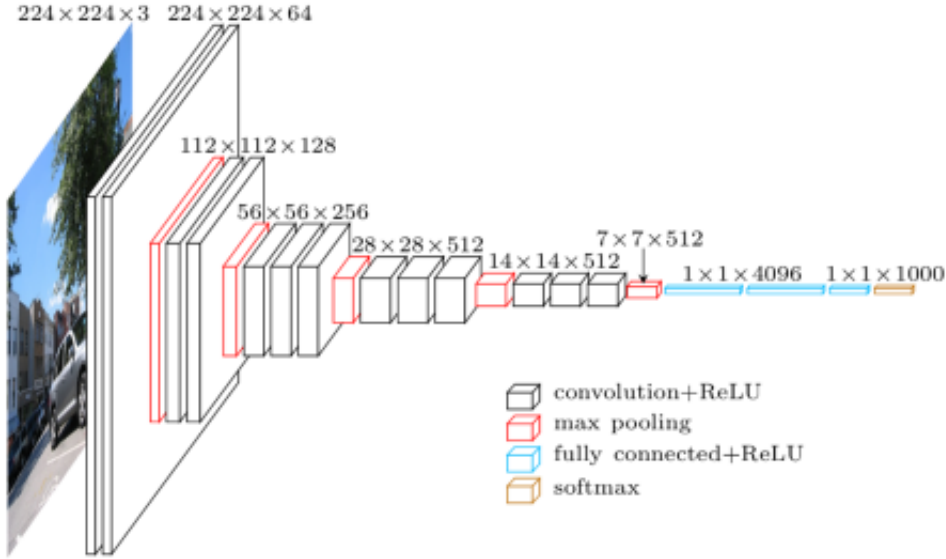 224×224×3
224×224×64
112×112×128
56×56×256
28×28×512
14×14×512
7×7×512
1×1×4096
1×1×1000
convolution+ReLU
max pooling
fully connected+ReLU
softmax